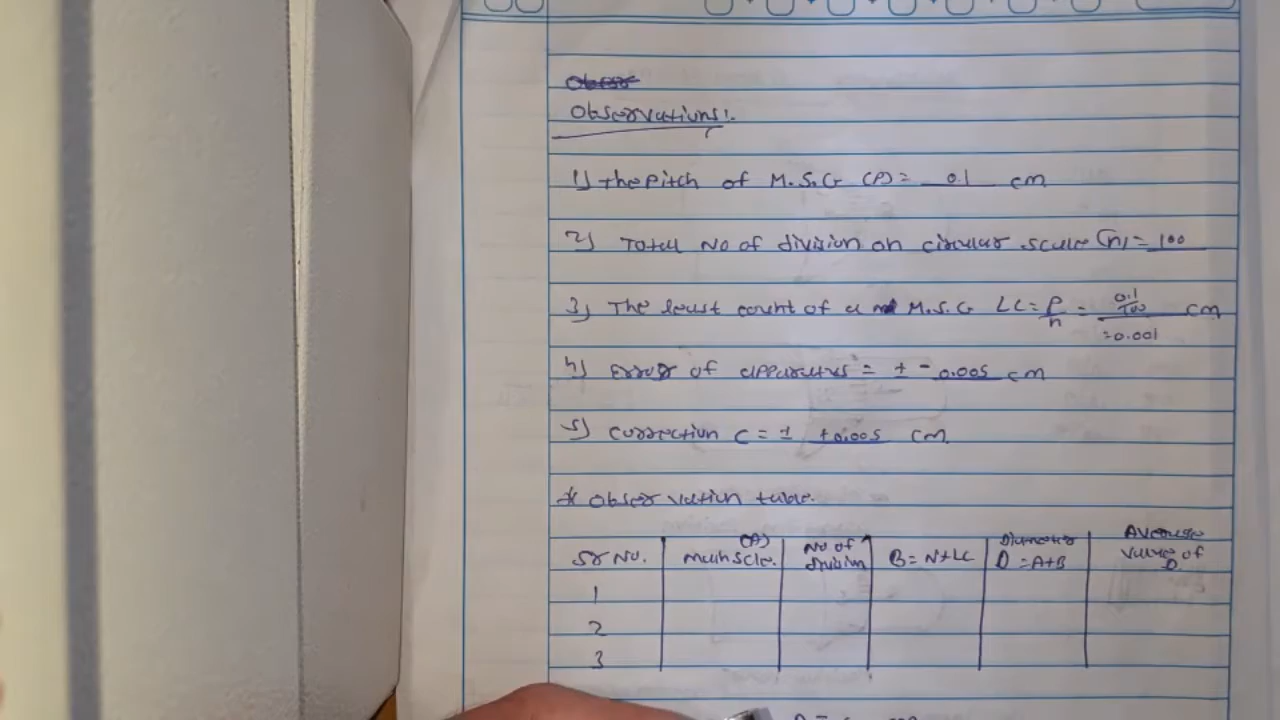 Observations:
1) the Pitch of M.S.G (P) = 0.1 cm
2) Total No of division on circular scale (n) = 100
3) The least count of a M.S.G LC = P/n = 0.1/100 cm
= 0.001
4) Error of apparatus = ± - 0.005 cm
5) Correction C = ± +0.005 cm
* Observation table.
Sr No. (A) main scle. No of division B = N+LC Diameter D = A+B Average value of D
1
2
3